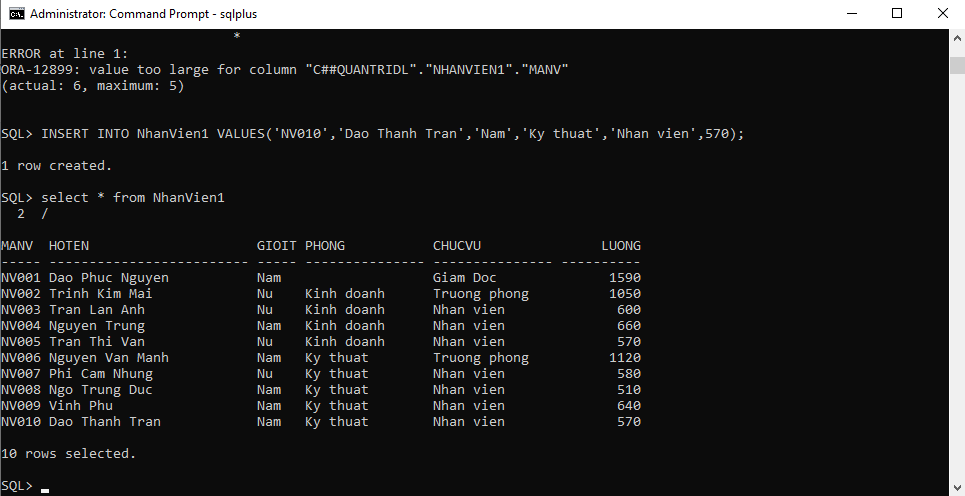 Administrator: Command Prompt - sqlplus
*
ERROR at line 1:
ORA-12899: value too large for column "C##QUANTRIDL"."NHANVIEN1"."MANV"
(actual: 6, maximum: 5)
SQL> INSERT INTO NhanVien1 VALUES('NV010','Dao Thanh Tran','Nam','Ky thuat','Nhan vien',570);
1 row created.
SQL> select * from NhanVien1
  2  /
MANV  HOTEN                     GIOIT PHONG           CHUCVU               LUONG
----- ------------------------- ----- --------------- --------------- ----------
NV001 Dao Phuc Nguyen           Nam                   Giam Doc              1590
NV002 Trinh Kim Mai             Nu    Kinh doanh      Truong phong          1050
NV003 Tran Lan Anh              Nu    Kinh doanh      Nhan vien              600
NV004 Nguyen Trung              Nam   Kinh doanh      Nhan vien              660
NV005 Tran Thi Van              Nu    Kinh doanh      Nhan vien              570
NV006 Nguyen Van Manh           Nam   Ky thuat        Truong phong          1120
NV007 Phi Cam Nhung             Nu    Ky thuat        Nhan vien              580
NV008 Ngo Trung Duc             Nam   Ky thuat        Nhan vien              510
NV009 Vinh Phu                  Nam   Ky thuat        Nhan vien              640
NV010 Dao Thanh Tran            Nam   Ky thuat        Nhan vien              570
10 rows selected.
SQL> _